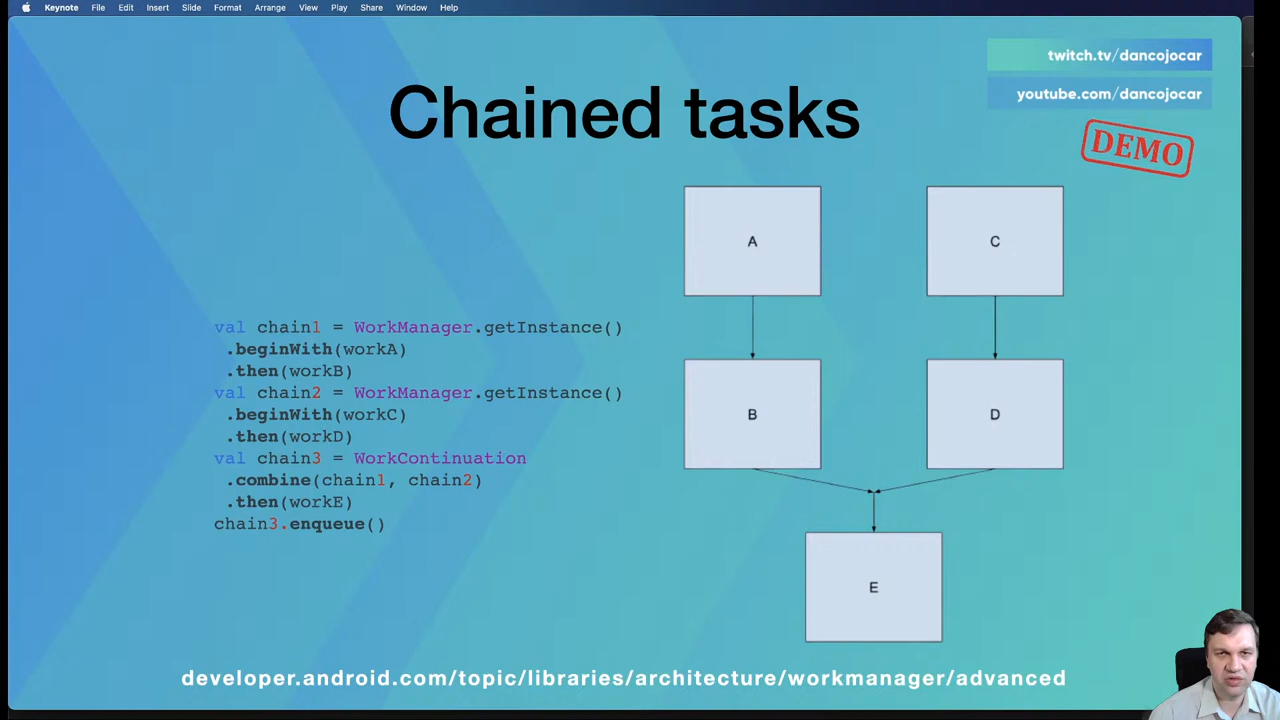 Keynote File Edit Insert Slide Format Arrange View Play Share Window Help
twitch.tv/dancojocar
youtube.com/dancojocar
Chained tasks
DEMO
val chain1 = WorkManager.getInstance()
.beginWith(workA)
.then(workB)
val chain2 = WorkManager.getInstance()
.beginWith(workC)
.then(workD)
val chain3 = WorkContinuation
.combine(chain1, chain2)
.then(workE)
chain3.enqueue()
A
C
B
D
E
developer.android.com/topic/libraries/architecture/workmanager/advanced